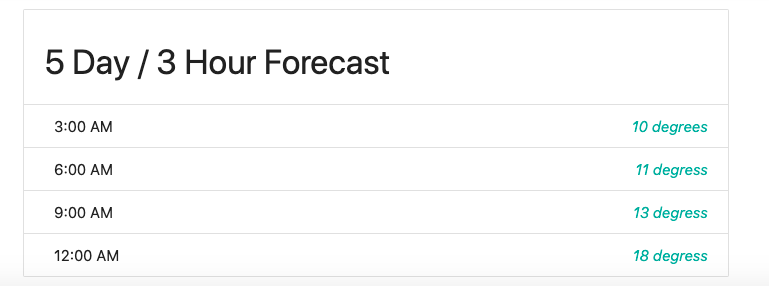 5 Day / 3 Hour Forecast
3:00 AM 10 degrees
6:00 AM 11 degress
9:00 AM 13 degress
12:00 AM 18 degress